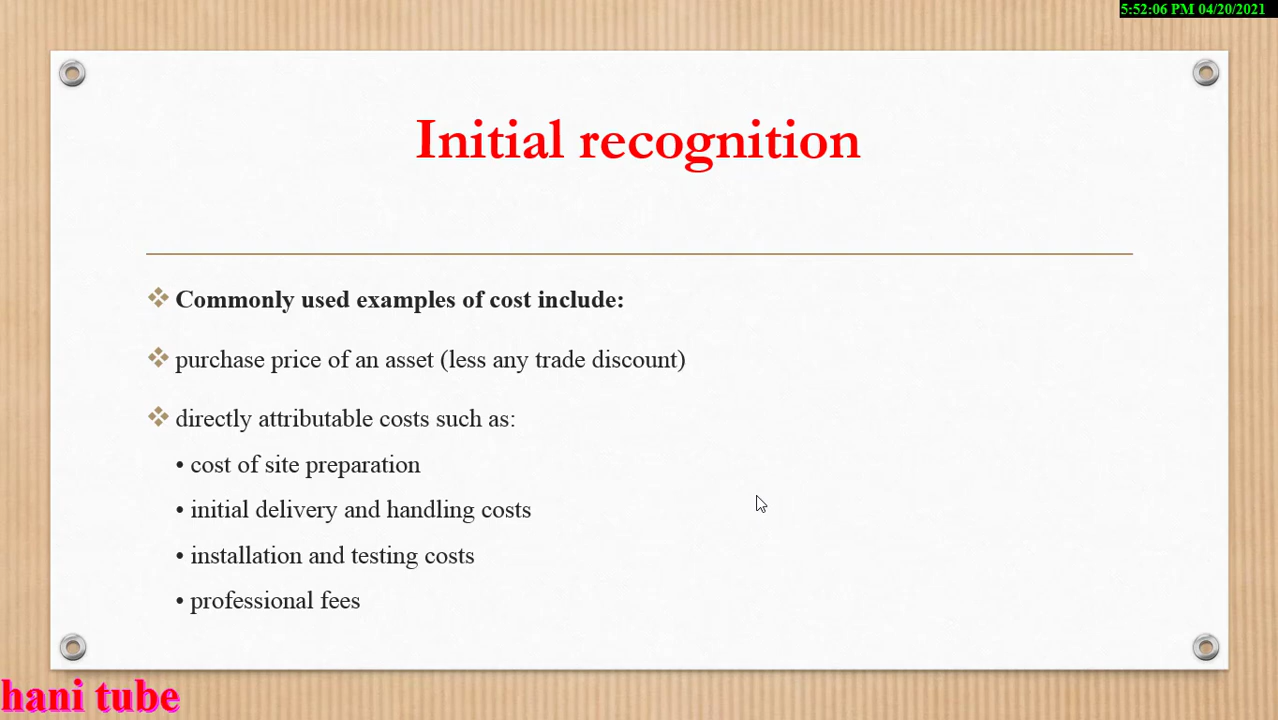 5:52:06 PM 04/20/2021
Initial recognition
❖ Commonly used examples of cost include:
❖ purchase price of an asset (less any trade discount)
❖ directly attributable costs such as:
• cost of site preparation
• initial delivery and handling costs
• installation and testing costs
• professional fees
hani tube